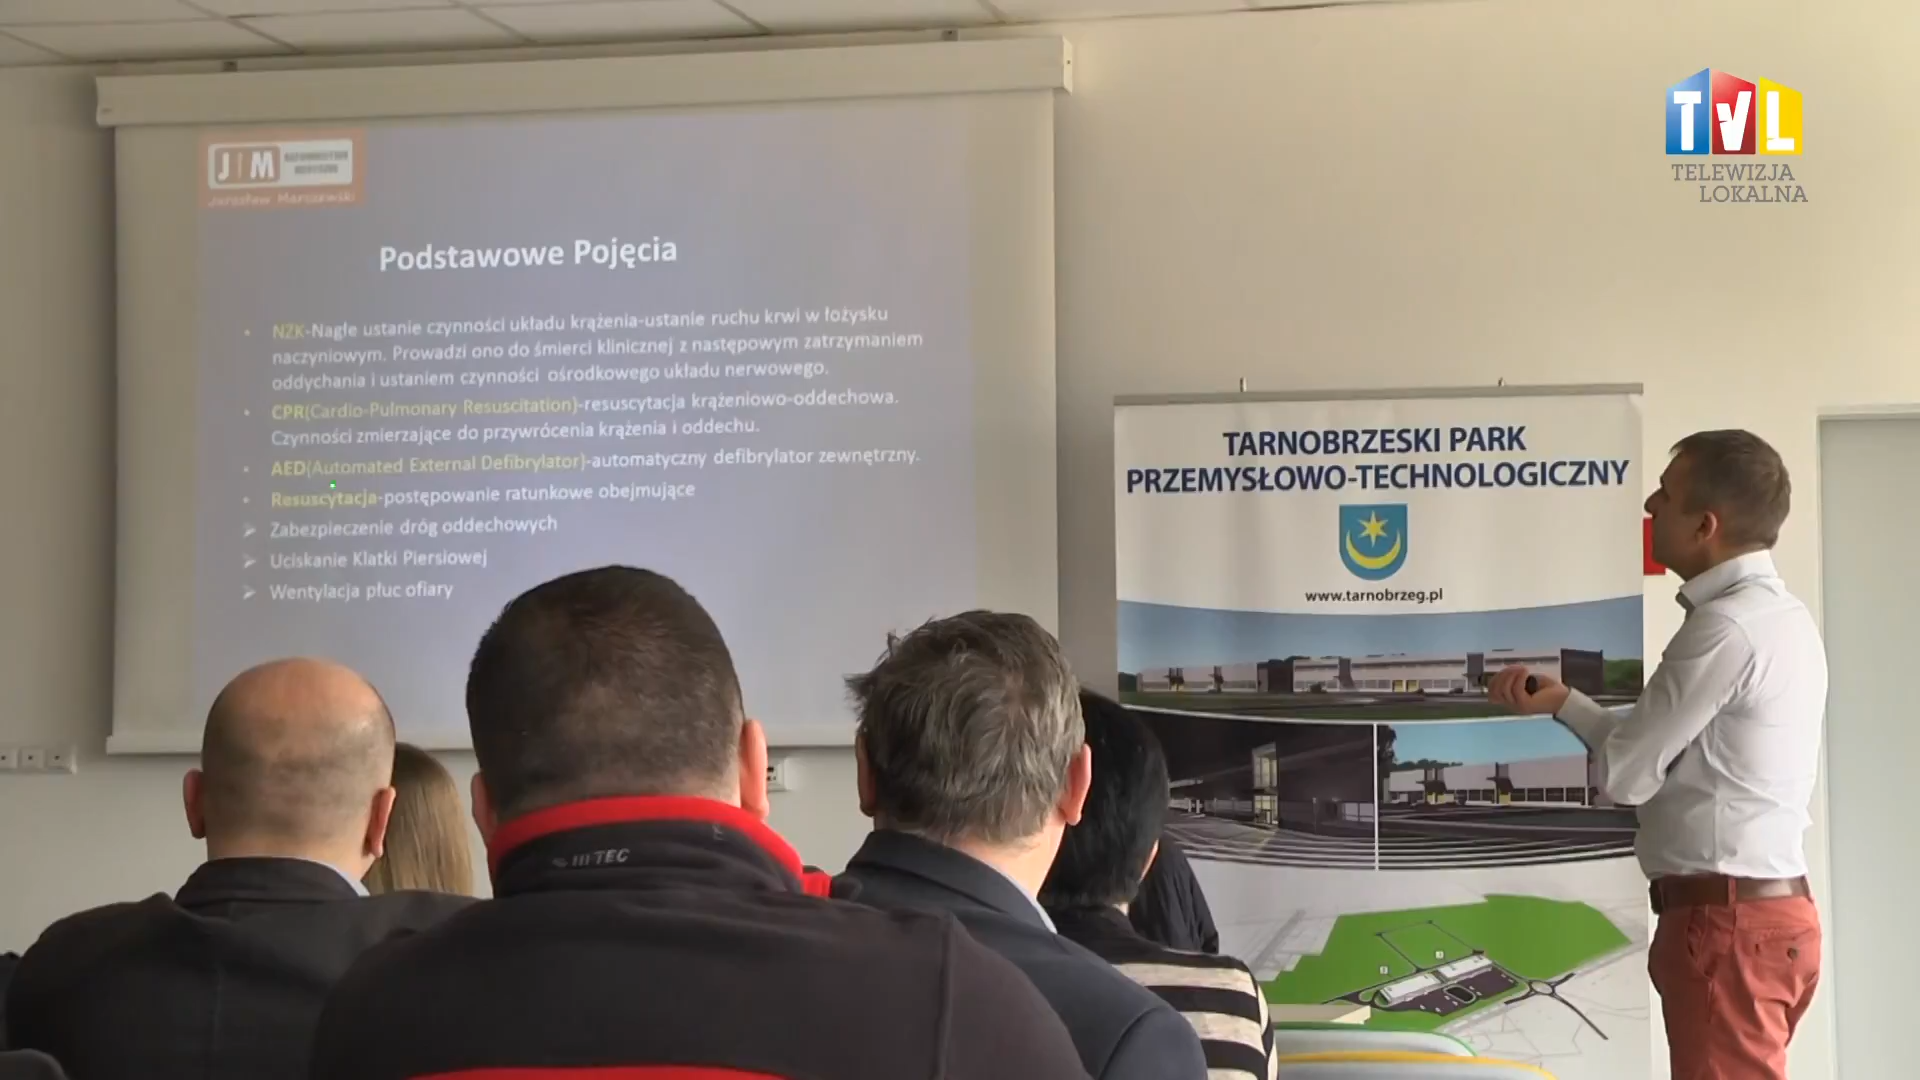 TVL
TELEWIZJA
LOKALNA
JM
Jarosław Marszewski
Podstawowe Pojęcia
• NZK-Nagłe ustanie czynności układu krążenia-ustanie ruchu krwi w łożysku
naczyniowym. Prowadzi ono do śmierci klinicznej z następowym zatrzymaniem
oddychania i ustaniem czynności ośrodkowego układu nerwowego.
• CPR(Cardio-Pulmonary Resuscitation)-resuscytacja krążeniowo-oddechowa.
Czynności zmierzające do przywrócenia krążenia i oddechu.
• AED(Automated External Defibrylator)-automatyczny defibrylator zewnętrzny.
• Resuscytacja-postępowanie ratunkowe obejmujące
➢ Zabezpieczenie dróg oddechowych
➢ Uciskanie Klatki Piersiowej
➢ Wentylacja płuc ofiary
TARNOBRZESKI PARK
PRZEMYSŁOWO-TECHNOLOGICZNY
www.tarnobrzeg.pl